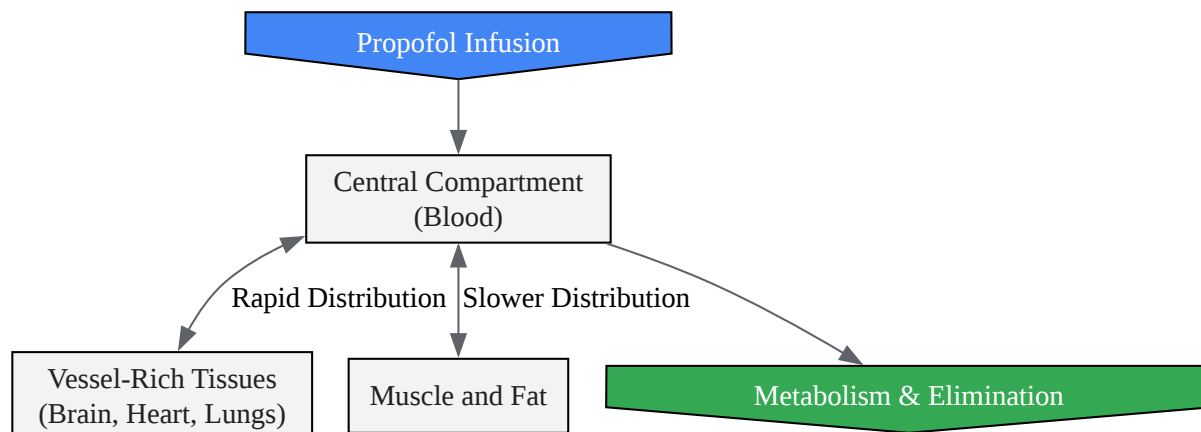 Propofol Infusion
Central Compartment
(Blood)
Rapid Distribution
Slower Distribution
Vessel-Rich Tissues
(Brain, Heart, Lungs)
Muscle and Fat
Metabolism & Elimination